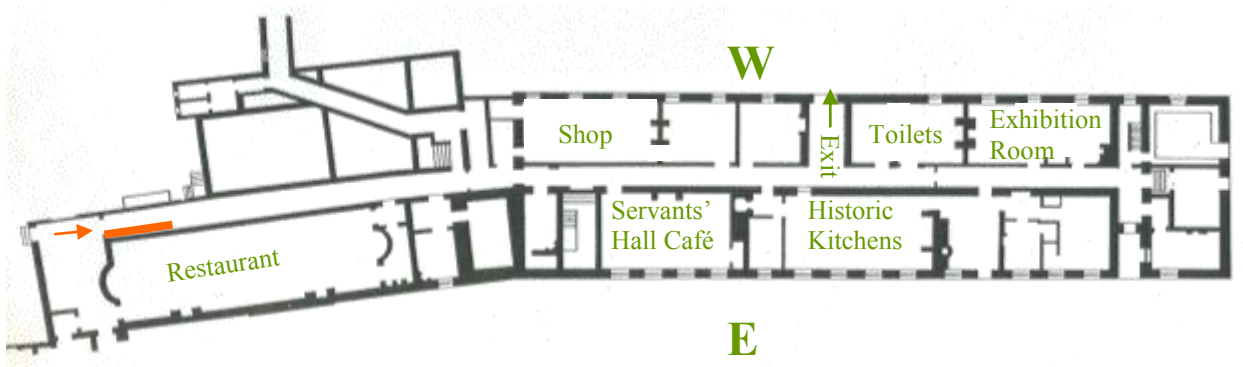 W
Shop
Exit
Toilets
Exhibition
Room
Servants’
Hall Café
Historic
Kitchens
Restaurant
E